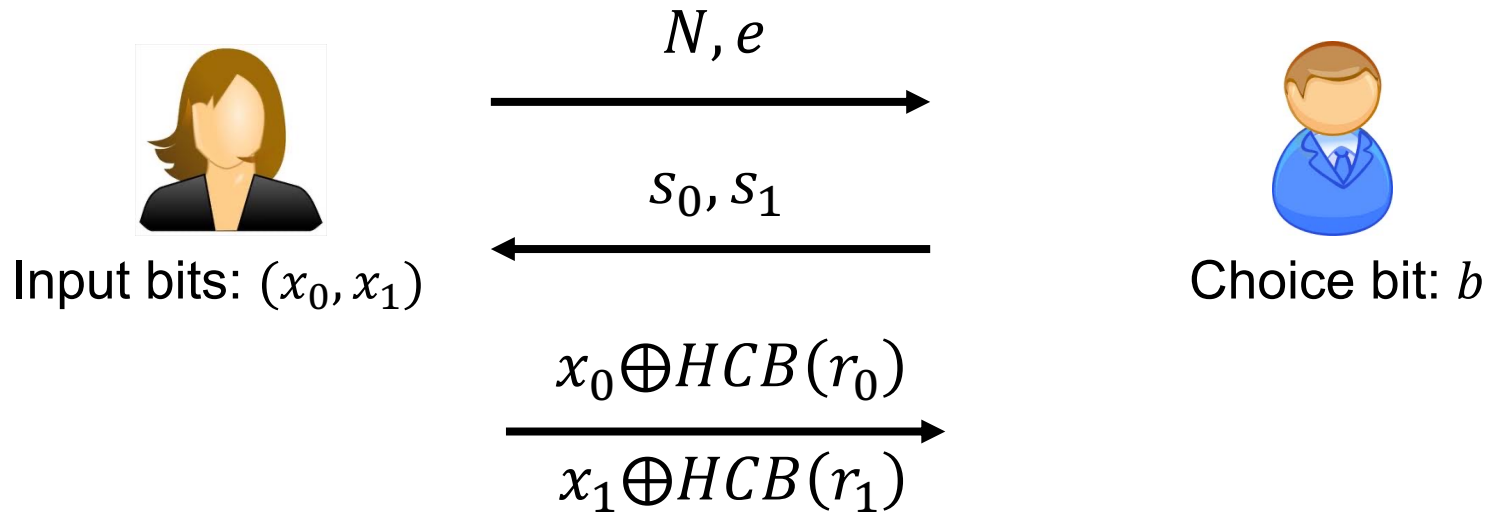 𝑁, 𝑒
𝑠₀, 𝑠₁
Input bits: (𝑥₀, 𝑥₁)
Choice bit: 𝑏
𝑥₀⊕𝐻𝐶𝐵(𝑟₀)
𝑥₁⊕𝐻𝐶𝐵(𝑟₁)